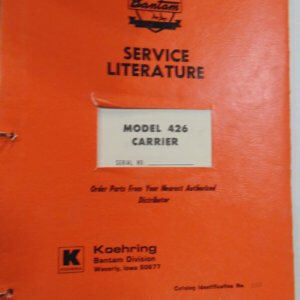 Bantam
SERVICE
LITERATURE
MODEL 426
CARRIER
SERIAL NO.
Order Parts From Your Nearest Authorized
Distributor
K
KOEHRING
Koehring
Bantam Division
Waverly, Iowa 50677
Catalog Identification No.